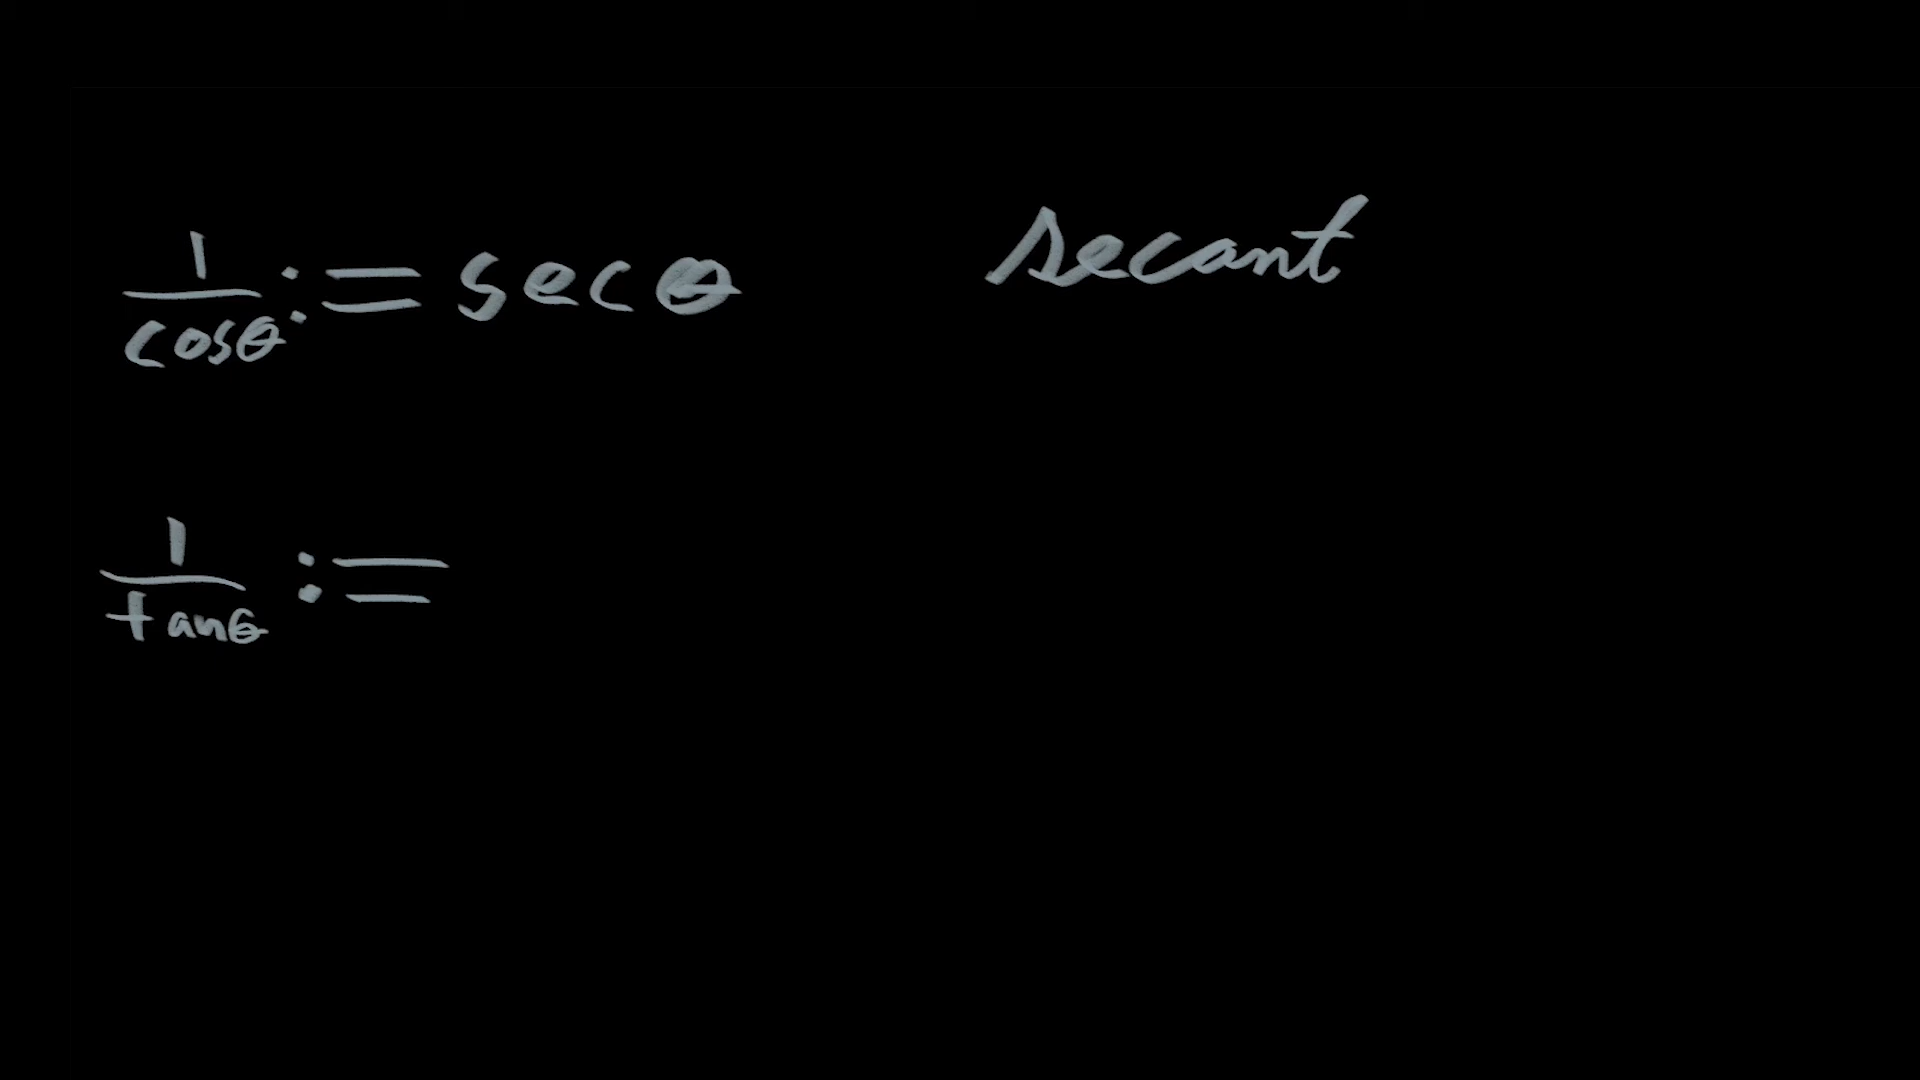 1/cosθ := secθ secant
1/tanθ :=